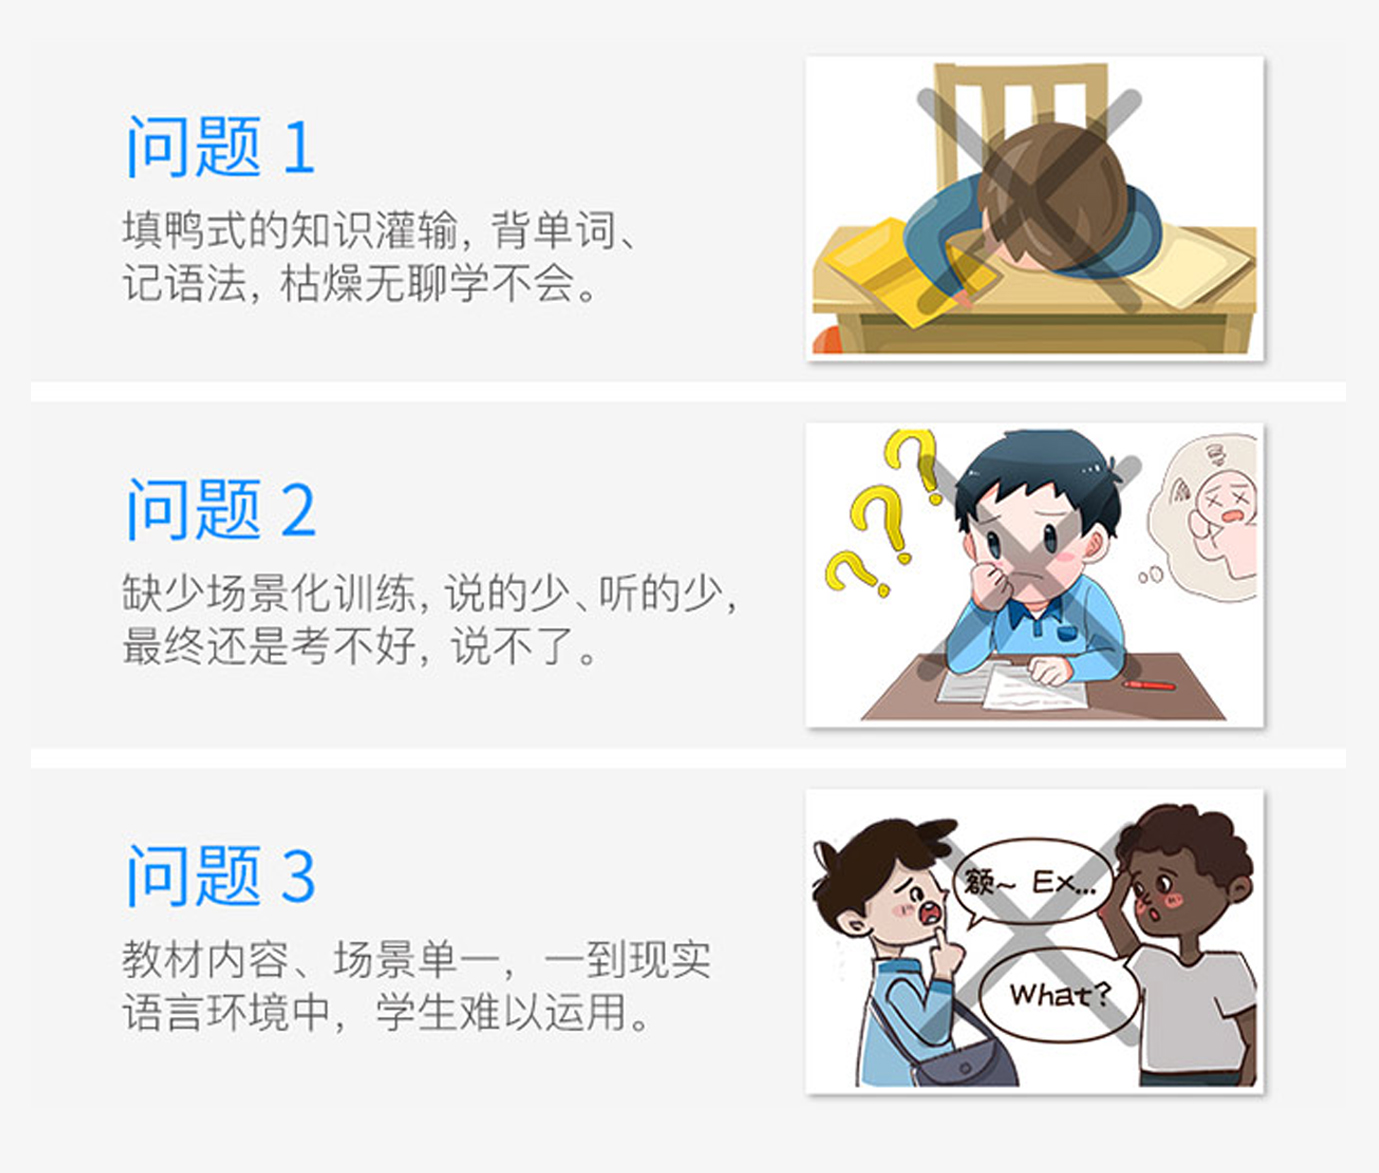 问题 1
填鸭式的知识灌输, 背单词、
记语法, 枯燥无聊学不会。
问题 2
缺少场景化训练, 说的少、听的少,
最终还是考不好, 说不了。
额~ Ex...
What?
问题 3
教材内容、场景单一, 一到现实
语言环境中, 学生难以运用。